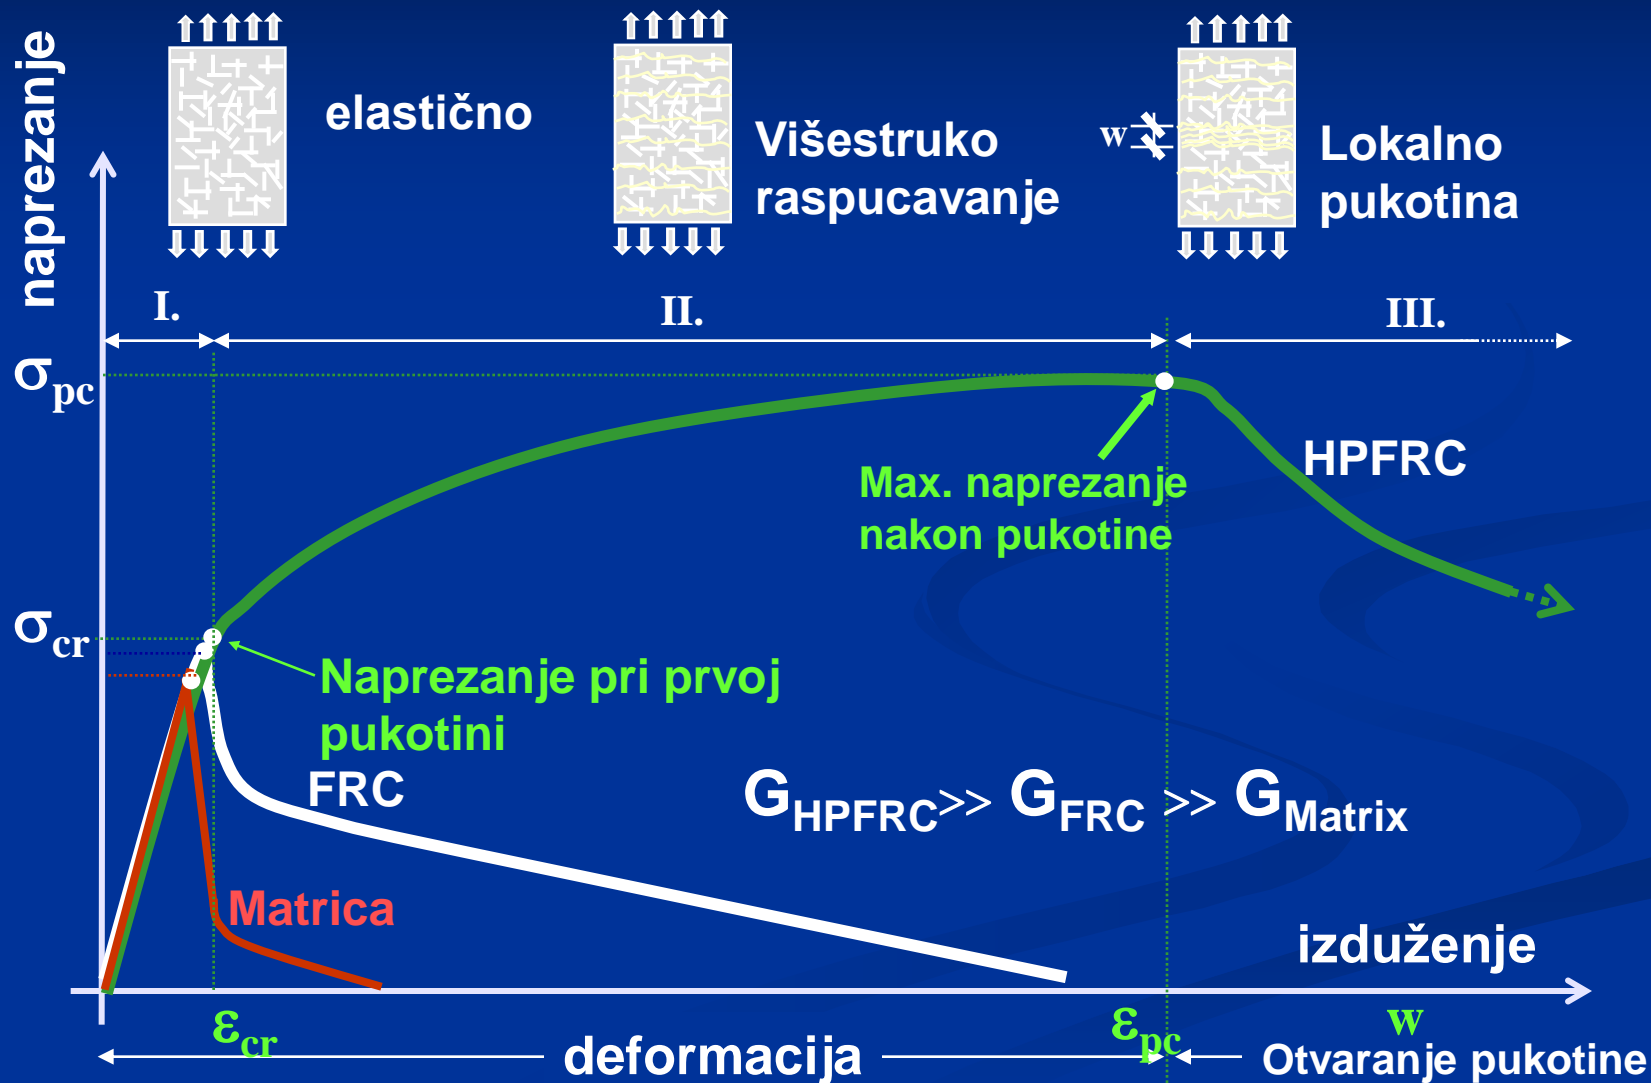 naprezanje
elastično
Višestruko
raspucavanje
w
Lokalno
pukotina
I.
II.
III.
σpc
HPFRC
Max. naprezanje
nakon pukotine
σcr
Naprezanje pri prvoj
pukotini
FRC
GHPFRC>> GFRC >> GMatrix
Matrica
izduženje
εcr
εpc
w
deformacija
Otvaranje pukotine